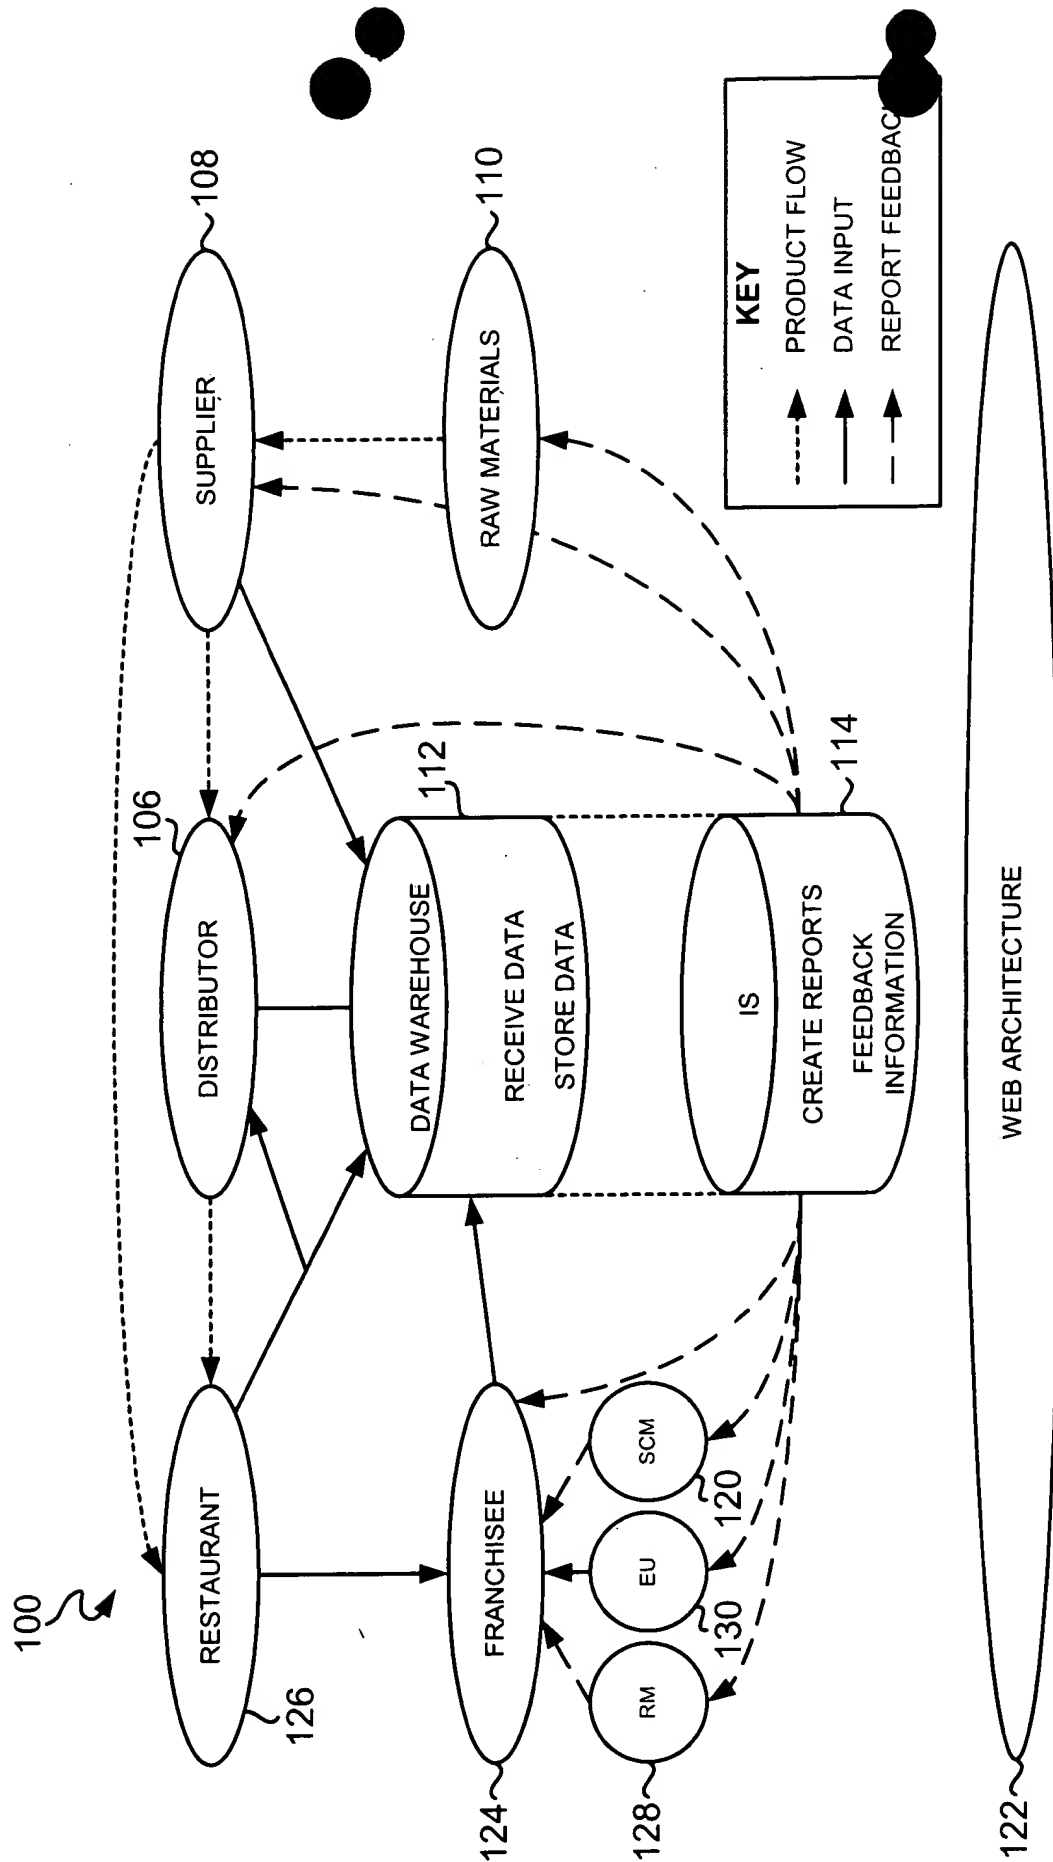 100
RESTAURANT
126
DISTRIBUTOR
106
SUPPLIER
108
FRANCHISEE
124
DATA WAREHOUSE
112
RECEIVE DATA
STORE DATA
RAW MATERIALS
110
RM
128
EU
130
SCM
120
IS
CREATE REPORTS
FEEDBACK
INFORMATION
114
KEY
PRODUCT FLOW
DATA INPUT
REPORT FEEDBAC
WEB ARCHITECTURE
122